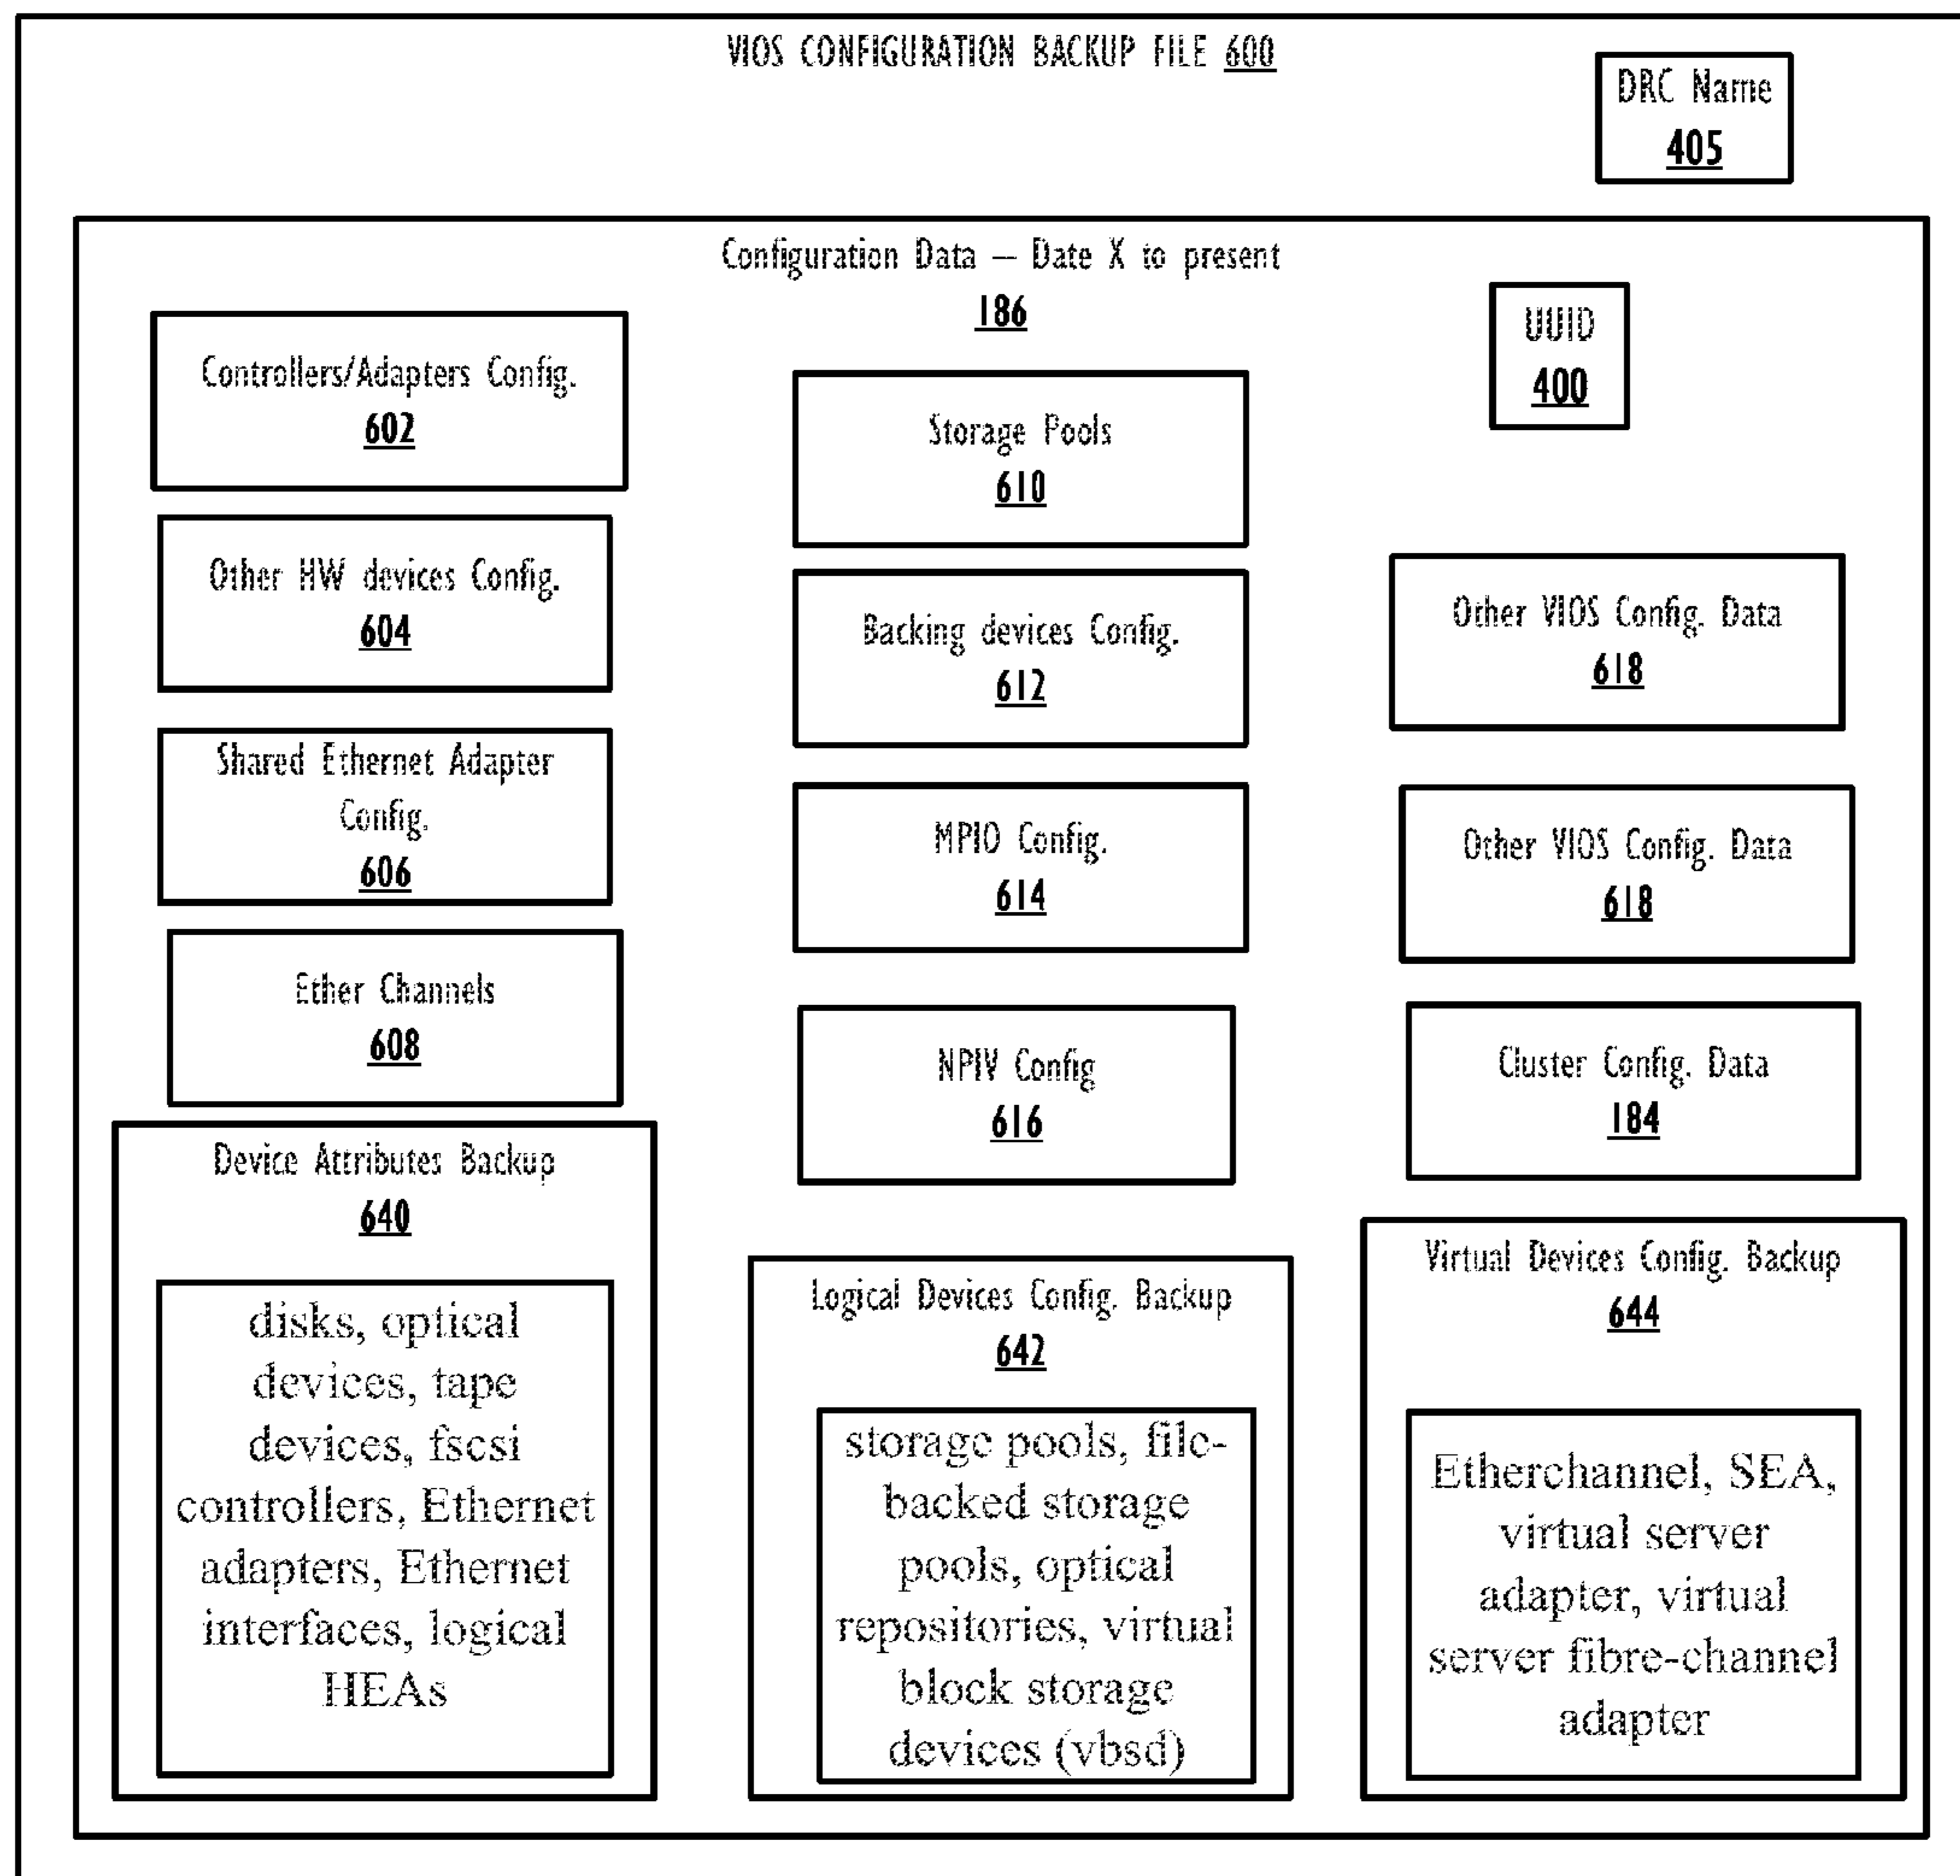 VIOS CONFIGURATION BACKUP FILE 600
DRC Name
405
Configuration Data – Date X to present
186
UUID
400
Controllers/Adapters Config.
602
Other HW devices Config.
604
Shared Ethernet Adapter
Config.
606
Ether Channels
608
Storage Pools
610
Backing devices Config.
612
MPIO Config.
614
NPIV Config
616
Other VIOS Config. Data
618
Other VIOS Config. Data
618
Cluster Config. Data
184
Device Attributes Backup
640
disks, optical
devices, tape
devices, fscsi
controllers, Ethernet
adapters, Ethernet
interfaces, logical
HEAs
Logical Devices Config. Backup
642
storage pools, file-
backed storage
pools, optical
repositories, virtual
block storage
devices (vbsd)
Virtual Devices Config. Backup
644
Etherchannel, SEA,
virtual server
adapter, virtual
server fibre-channel
adapter